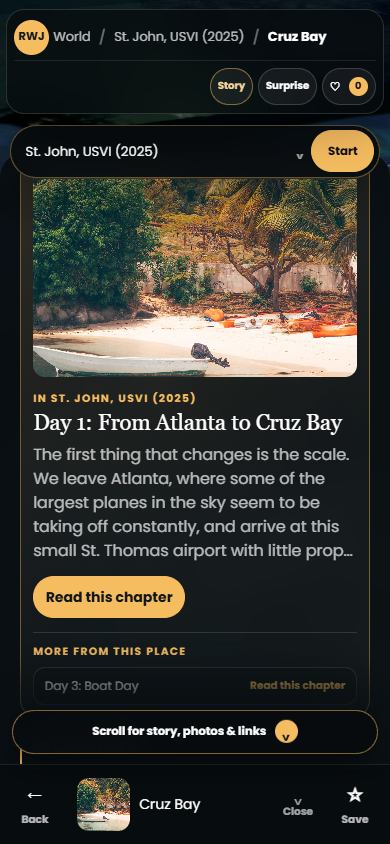 RWJ World / St. John, USVI (2025) / Cruz Bay
Story Surprise ♡ 0
St. John, USVI (2025) v Start
IN ST. JOHN, USVI (2025)
Day 1: From Atlanta to Cruz Bay
The first thing that changes is the scale.
We leave Atlanta, where some of the
largest planes in the sky seem to be
taking off constantly, and arrive at this
small St. Thomas airport with little prop...
Read this chapter
MORE FROM THIS PLACE
Day 3: Boat Day Read this chapter
Scroll for story, photos & links v
← Back
Cruz Bay
v Close
☆ Save